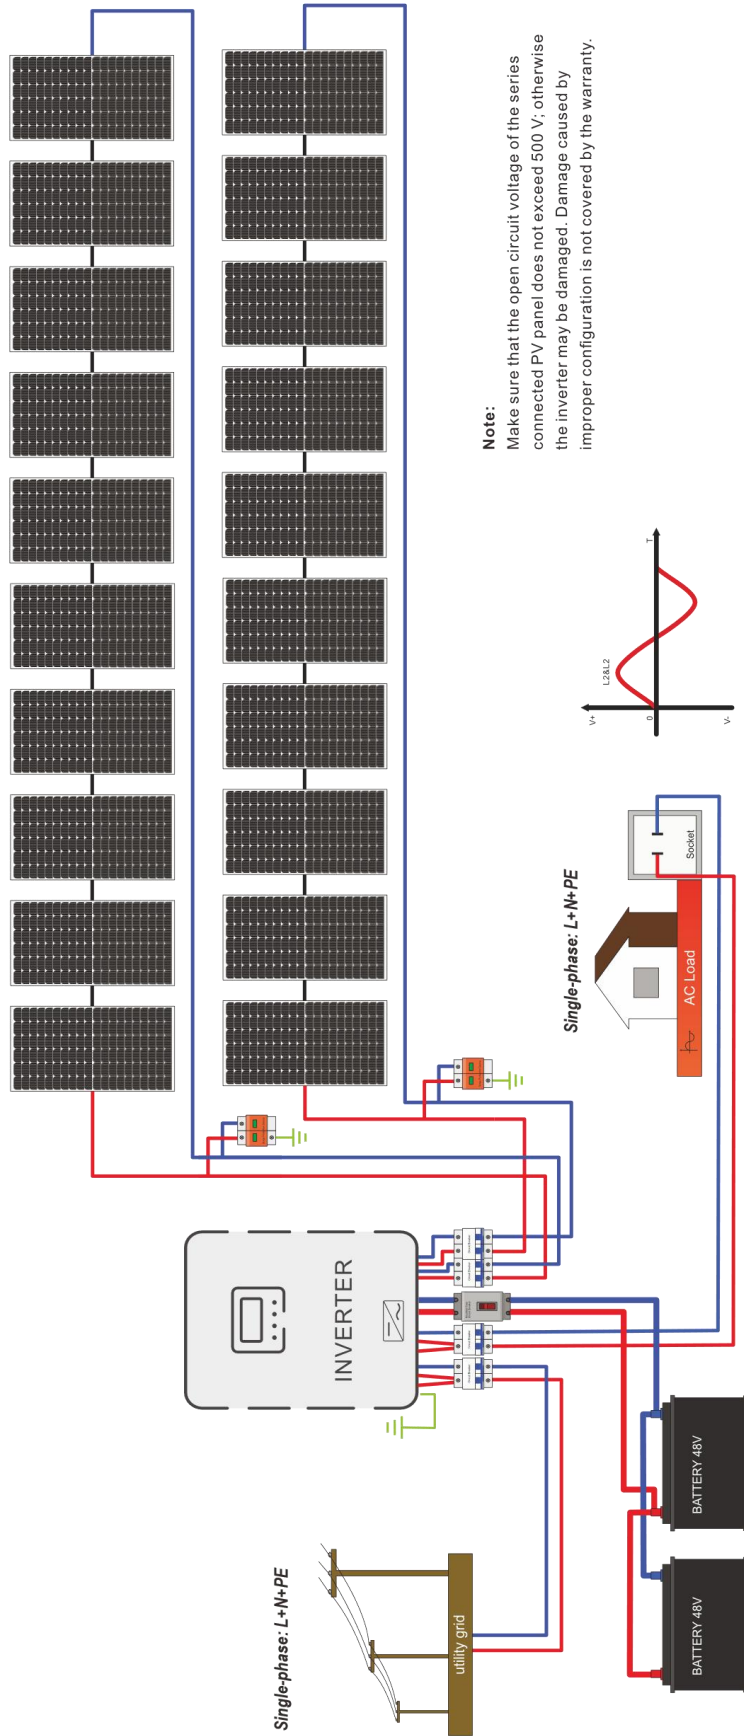 Note:
Make sure that the open circuit voltage of the series
connected PV panel does not exceed 500 V; otherwise
the inverter may be damaged. Damage caused by
improper configuration is not covered by the warranty.
INVERTER
Single-phase: L+N+PE
utility grid
BATTERY 48V
BATTERY 48V
Single-phase: L+N+PE
AC Load
Socket
V+
L2&L2
0
T
V-